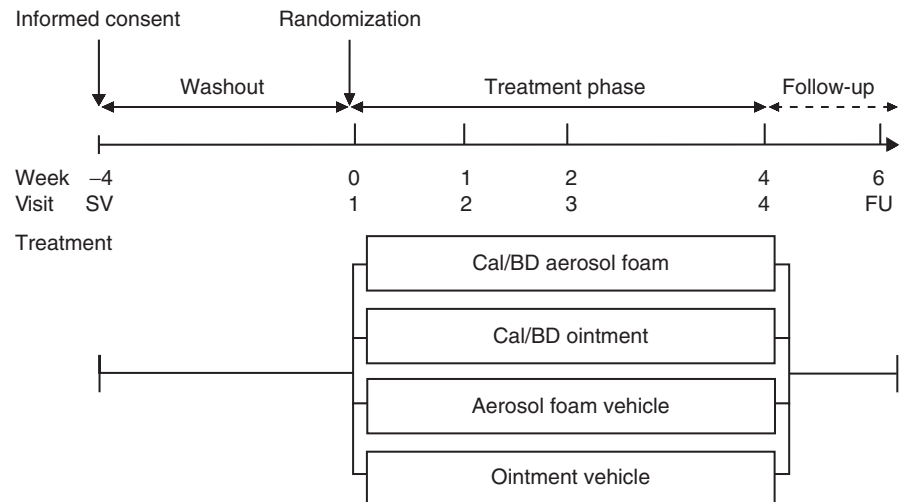 Informed consent Randomization
Washout Treatment phase Follow-up
Week –4 0 1 2 4 6
Visit SV 1 2 3 4 FU
Treatment
Cal/BD aerosol foam
Cal/BD ointment
Aerosol foam vehicle
Ointment vehicle